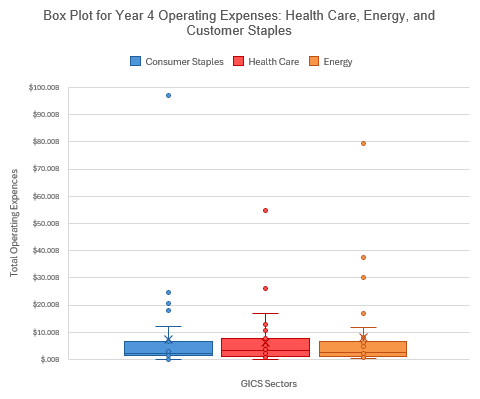 Box Plot for Year 4 Operating Expenses: Health Care, Energy, and
Customer Staples
Consumer Staples Health Care Energy
$100.00B
$90.00B
$80.00B
$70.00B
$60.00B
$50.00B
$40.00B
$30.00B
$20.00B
$10.00B
$.00B
Total Operating Expences
GICS Sectors